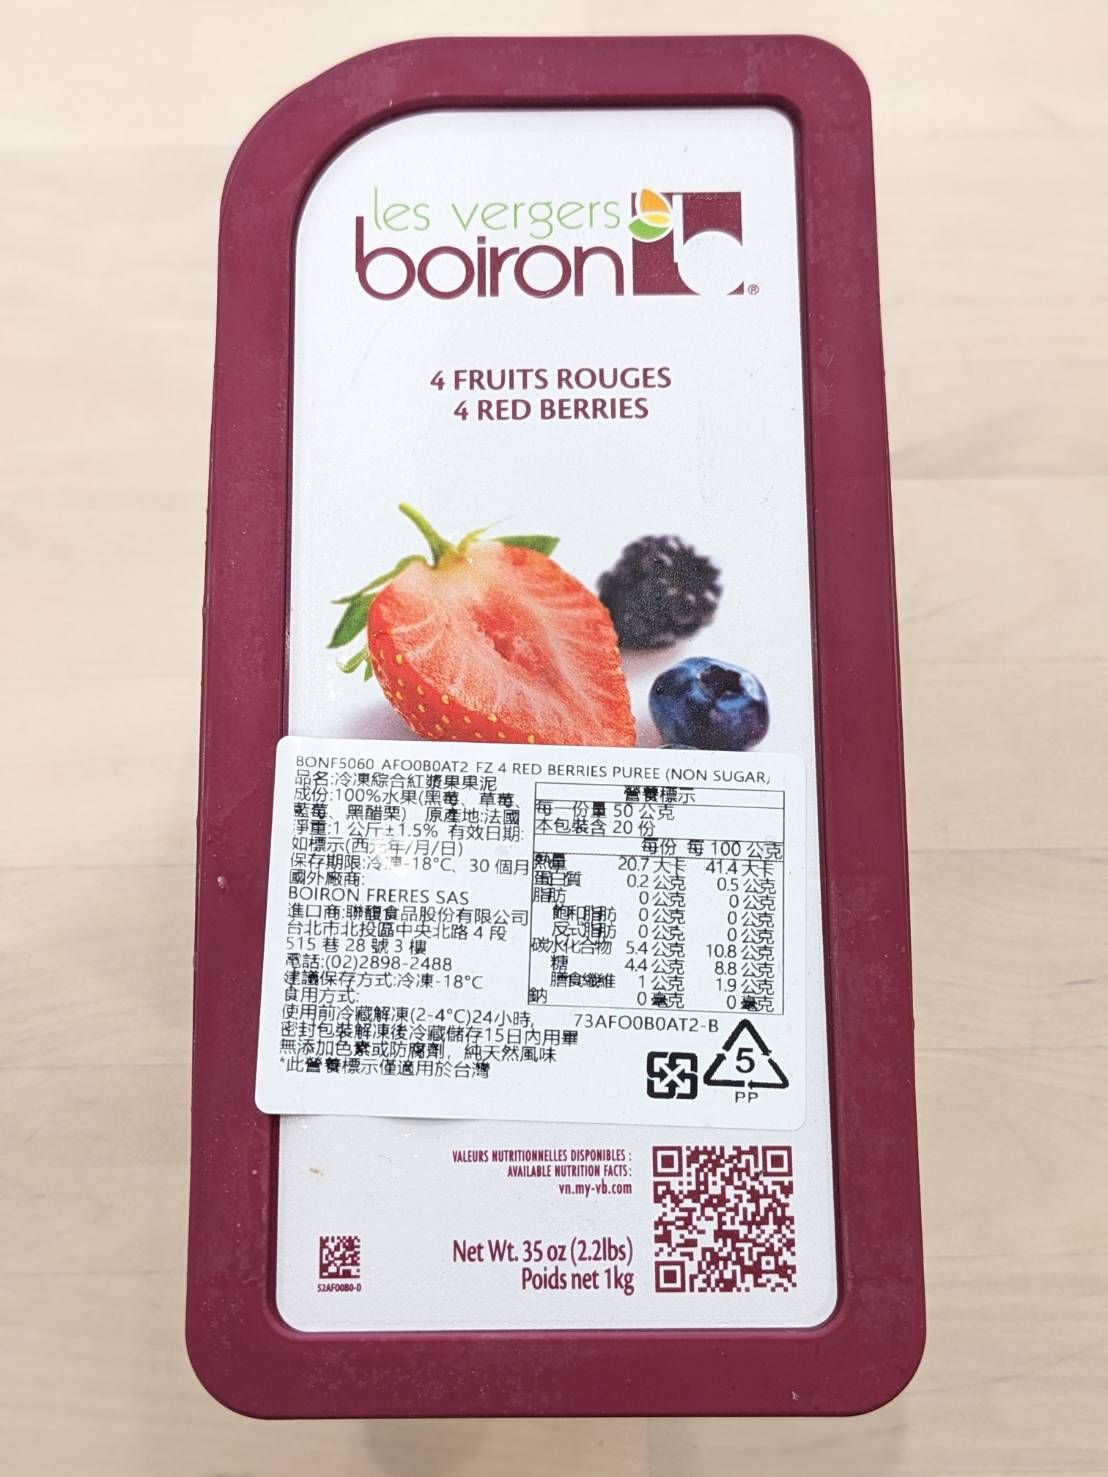 les vergers
boiron
®
4 FRUITS ROUGES
4 RED BERRIES
BONF5060 AFO0B0AT2 FZ 4 RED BERRIES PUREE (NON SUGAR)
品名:冷凍綜合紅漿果果泥
成份:100%水果(黑莓、草莓、
藍莓、黑醋栗) 原產地:法國
淨重:1 公斤±1.5% 有效日期:
如標示(西元年/月/日)
保存期限:冷凍-18°C、30 個月
國外廠商:
BOIRON FRERES SAS
進口商:聯馥食品股份有限公司
台北市北投區中央北路 4 段
515 巷 28 號 3 樓
電話:(02)2898-2488
建議保存方式:冷凍-18°C
食用方式:
使用前冷藏解凍(2-4°C)24小時,
密封包裝解凍後冷藏儲存15日內用畢
無添加色素或防腐劑，純天然風味
*此營養標示僅適用於台灣
營養標示
每一份量 50 公克
本包裝含 20 份
每份 每 100 公克
熱量 20.7 大卡 41.4 大卡
蛋白質 0.2 公克 0.5 公克
脂肪 0 公克 0 公克
飽和脂肪 0 公克 0 公克
反式脂肪 0 公克 0 公克
碳水化合物 5.4 公克 10.8 公克
糖 4.4 公克 8.8 公克
膳食纖維 1 公克 1.9 公克
鈉 0 毫克 0 毫克
73AFO0B0AT2-B
5
PP
VALEURS NUTRITIONNELLES DISPONIBLES :
AVAILABLE NUTRITION FACTS:
vn.my-vb.com
Net Wt. 35 oz (2.2lbs)
Poids net 1kg
52AFO0B0-D